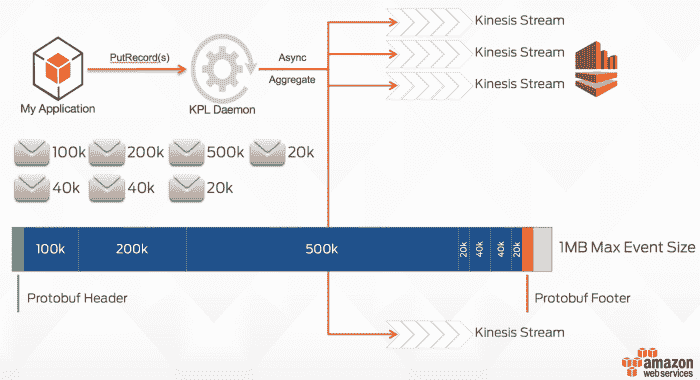 PutRecord(s)
Async
Aggregate
My Application
KPL Daemon
Kinesis Stream
Kinesis Stream
Kinesis Stream
100k
200k
500k
20k
40k
40k
20k
100k
200k
500k
20k
40k
40k
20k
1MB Max Event Size
Protobuf Header
Protobuf Footer
Kinesis Stream
amazon
webservices